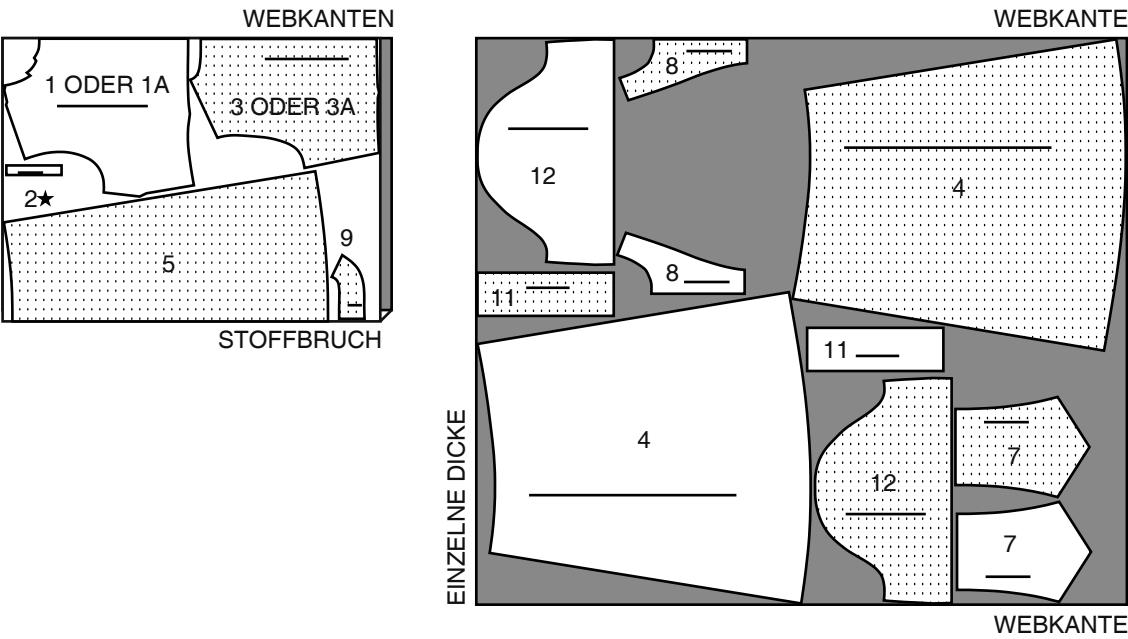 WEBKANTEN
1 ODER 1A
3 ODER 3A
2★
5
9
STOFFBRUCH
WEBKANTE
8
12
4
8
11
11
4
12
7
7
EINZELNE DICKE
WEBKANTE